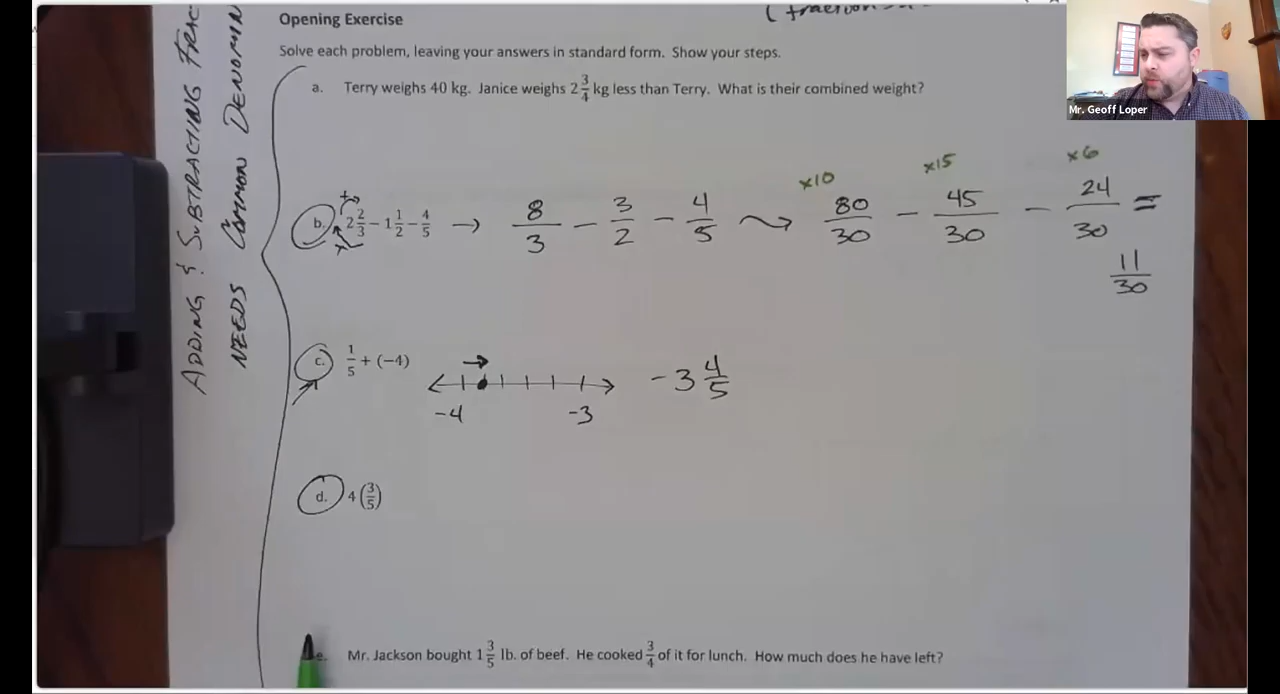 (fraction
Opening Exercise
Solve each problem, leaving your answers in standard form. Show your steps.
a. Terry weighs 40 kg. Janice weighs 2 3/4 kg less than Terry. What is their combined weight?
Mr. Geoff Loper
ADDING & SUBTRACTING FRAC
NEEDS COMMON DENOMIN
×10 ×15 ×6
b. 2 2/3 − 1 1/2 − 4/5 → 8/3 − 3/2 − 4/5 → 80/30 − 45/30 − 24/30 =
+
×
11/30
c. 1/5 + (−4) −3 4/5
−4 −3
d. 4(3/5)
e. Mr. Jackson bought 1 3/5 lb. of beef. He cooked 3/4 of it for lunch. How much does he have left?